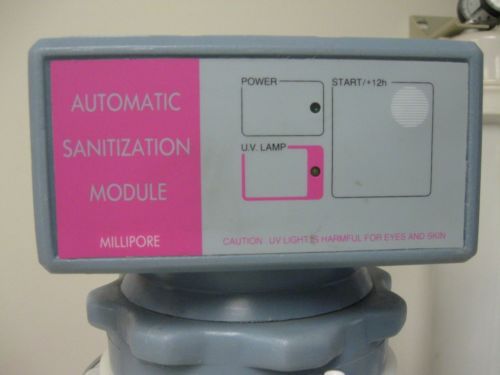 AUTOMATIC
SANITIZATION
MODULE
MILLIPORE
POWER
START/+12h
U.V. LAMP
CAUTION UV LIGHT IS HARMFUL FOR EYES AND SKIN